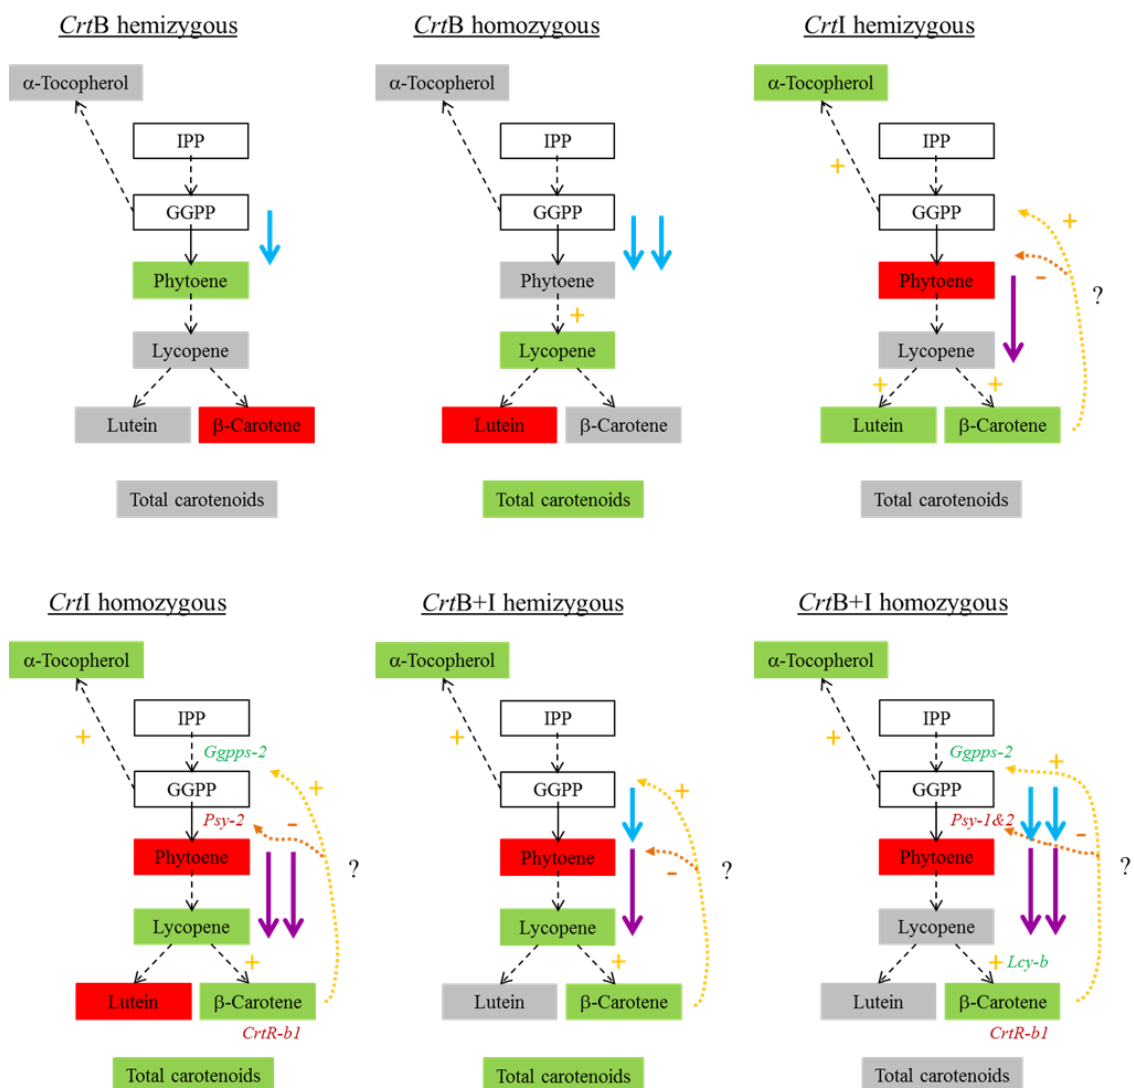 CrtB hemizygous
α-Tocopherol
IPP
GGPP
Phytoene
Lycopene
Lutein
β-Carotene
Total carotenoids
CrtB homozygous
α-Tocopherol
IPP
GGPP
Phytoene
+
Lycopene
Lutein
β-Carotene
Total carotenoids
CrtI hemizygous
α-Tocopherol
IPP
+
GGPP
+
Phytoene
-
?
Lycopene
+
+
Lutein
β-Carotene
Total carotenoids
CrtI homozygous
α-Tocopherol
IPP
+
Ggpps-2
GGPP
+
Psy-2
-
Phytoene
?
Lycopene
+
Lutein
β-Carotene
CrtR-b1
Total carotenoids
CrtB+I hemizygous
α-Tocopherol
IPP
+
GGPP
+
Phytoene
-
?
Lycopene
+
Lutein
β-Carotene
Total carotenoids
CrtB+I homozygous
α-Tocopherol
IPP
+
Ggpps-2
+
GGPP
Psy-1&2
-
Phytoene
?
Lycopene
+
Lcy-b
Lutein
β-Carotene
CrtR-b1
Total carotenoids